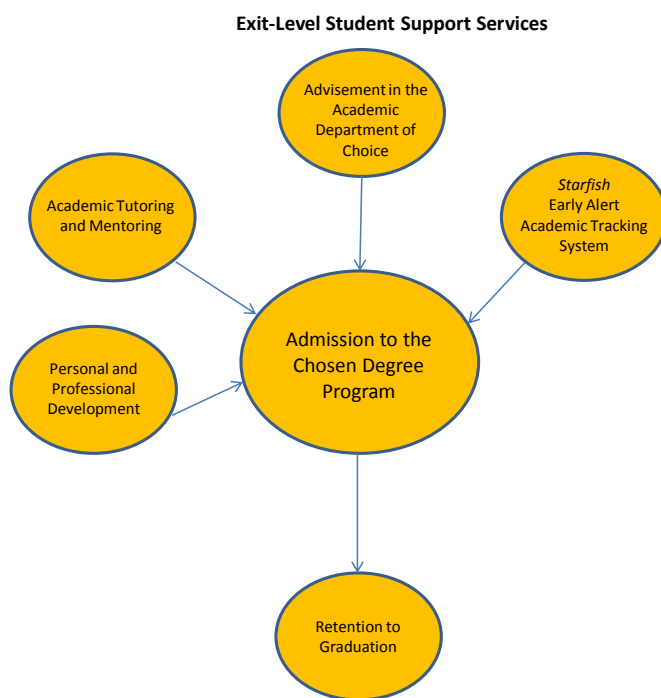 Exit-Level Student Support Services
Advisement in the
Academic
Department of
Choice
Academic Tutoring
and Mentoring
Starfish
Early Alert
Academic Tracking
System
Admission to the
Chosen Degree
Program
Personal and
Professional
Development
Retention to
Graduation